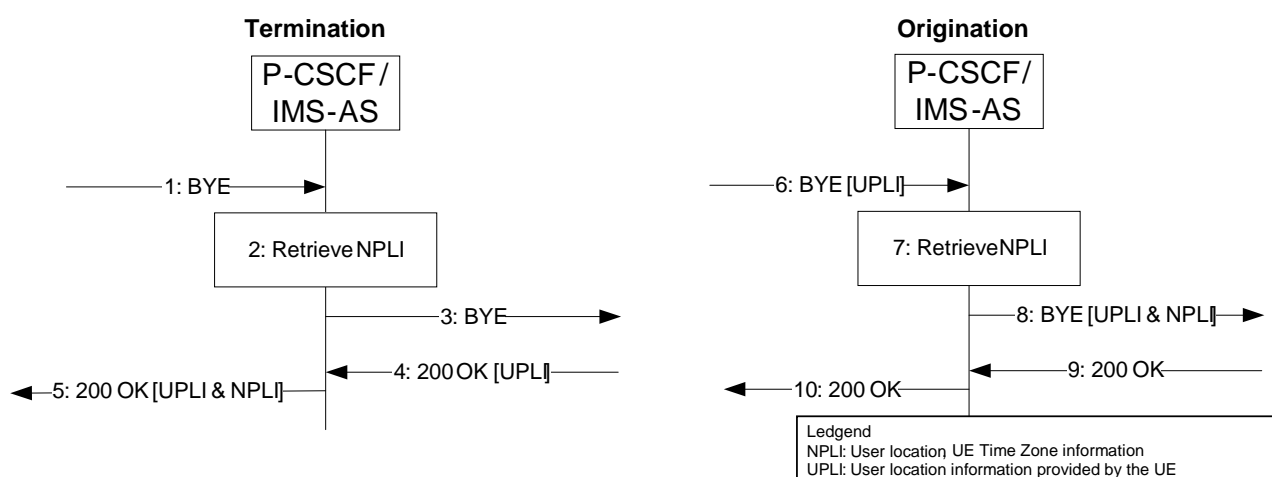 Termination
P-CSCF/
IMS-AS
1: BYE
2: Retrieve NPLI
3: BYE
4: 200 OK [UPLI]
5: 200 OK [UPLI & NPLI]
Origination
P-CSCF/
IMS-AS
6: BYE [UPLI]
7: Retrieve NPLI
8: BYE [UPLI & NPLI]
9: 200 OK
10: 200 OK
Ledgend
NPLI: User location, UE Time Zone information
UPLI: User location information provided by the UE